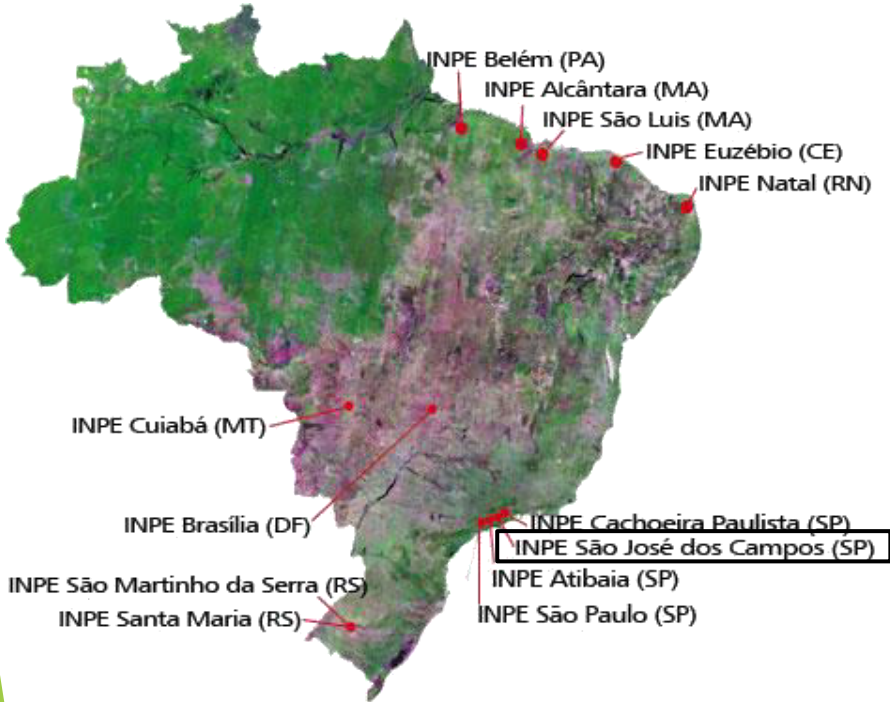 INPE Belém (PA)
INPE Alcântara (MA)
INPE São Luis (MA)
INPE Euzébio (CE)
INPE Natal (RN)
INPE Cuiabá (MT)
INPE Brasília (DF)
INPE Cachoeira Paulista (SP)
INPE São José dos Campos (SP)
INPE Atibaia (SP)
INPE São Martinho da Serra (RS)
INPE Santa Maria (RS)
INPE São Paulo (SP)